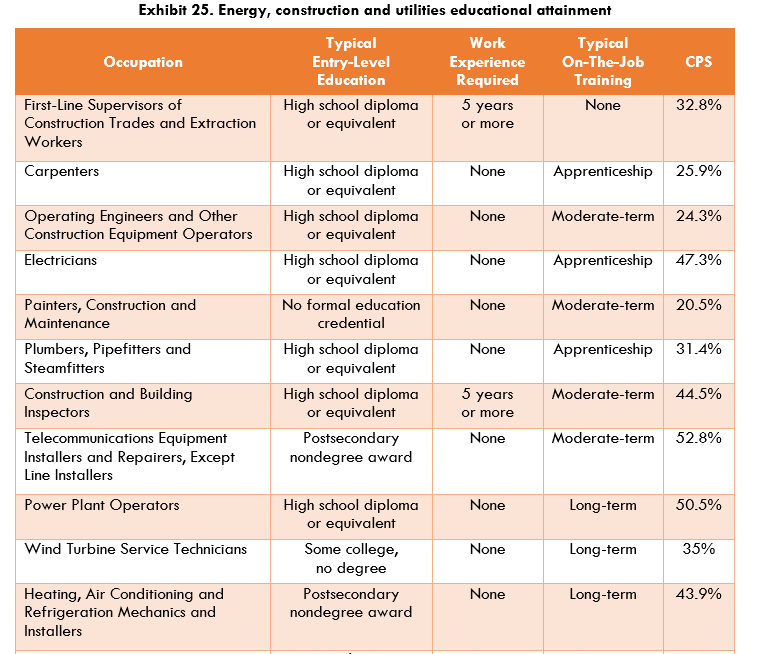 Exhibit 25. Energy, construction and utilities educational attainment
Occupation
Typical
Entry-Level
Education
Work
Experience
Required
Typical
On-The-Job
Training
CPS
First-Line Supervisors of
Construction Trades and Extraction
Workers
High school diploma
or equivalent
5 years
or more
None
32.8%
Carpenters
High school diploma
or equivalent
None
Apprenticeship
25.9%
Operating Engineers and Other
Construction Equipment Operators
High school diploma
or equivalent
None
Moderate-term
24.3%
Electricians
High school diploma
or equivalent
None
Apprenticeship
47.3%
Painters, Construction and
Maintenance
No formal education
credential
None
Moderate-term
20.5%
Plumbers, Pipefitters and
Steamfitters
High school diploma
or equivalent
None
Apprenticeship
31.4%
Construction and Building
Inspectors
High school diploma
or equivalent
5 years
or more
Moderate-term
44.5%
Telecommunications Equipment
Installers and Repairers, Except
Line Installers
Postsecondary
nondegree award
None
Moderate-term
52.8%
Power Plant Operators
High school diploma
or equivalent
None
Long-term
50.5%
Wind Turbine Service Technicians
Some college,
no degree
None
Long-term
35%
Heating, Air Conditioning and
Refrigeration Mechanics and
Installers
Postsecondary
nondegree award
None
Long-term
43.9%